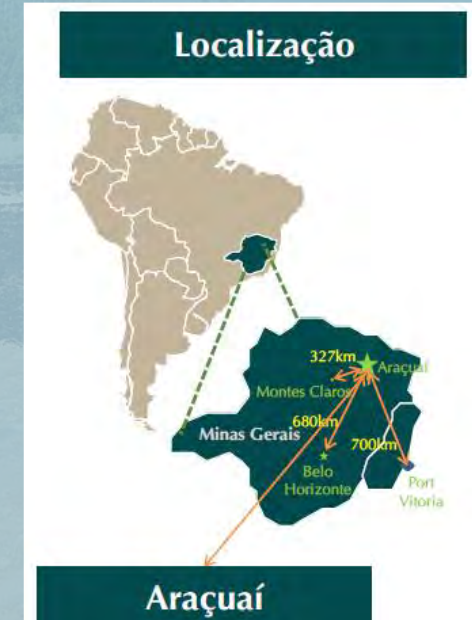 Localização
327km
Araçuaí
Montes Claros
680km
Minas Gerais
700km
Belo
Horizonte
Port
Vitoria
Araçuaí